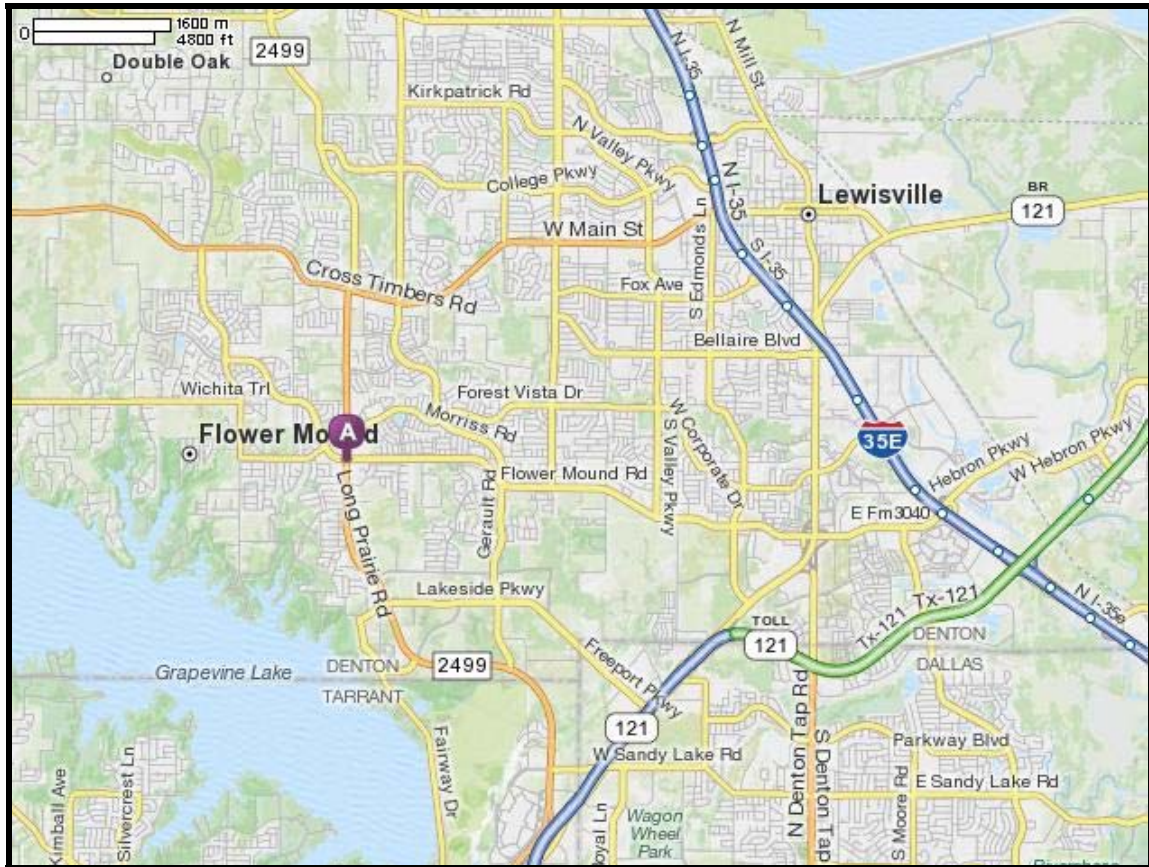 0
1600 m
4800 ft
Double Oak
2499
N I-35
N Mill St
Kirkpatrick Rd
N Valley Pkwy
College Pkwy
N I-35
Lewisville
BR
121
W Main St
S Edmonds Ln
S I-35
Cross Timbers Rd
Fox Ave
Bellaire Blvd
Wichita Trl
Forest Vista Dr
Morriss Rd
W Corporate Dr
S Valley Pkwy
Flower Mound
A
35E
Hebron Pkwy
W Hebron Pkwy
Flower Mound Rd
Gerault Rd
Long Prairie Rd
E Fm3040
Lakeside Pkwy
Tx-121
Tx-121
N I-35e
TOLL
121
DENTON
DALLAS
Freeport Pkwy
Grapevine Lake
DENTON
TARRANT
2499
121
Fairway Dr
W Sandy Lake Rd
N Denton Tap Rd
S Denton Tap
Parkway Blvd
E Sandy Lake Rd
S Moore Rd
Kimball Ave
Silvercrest Ln
oyal Ln
Wagon
Wheel
Park